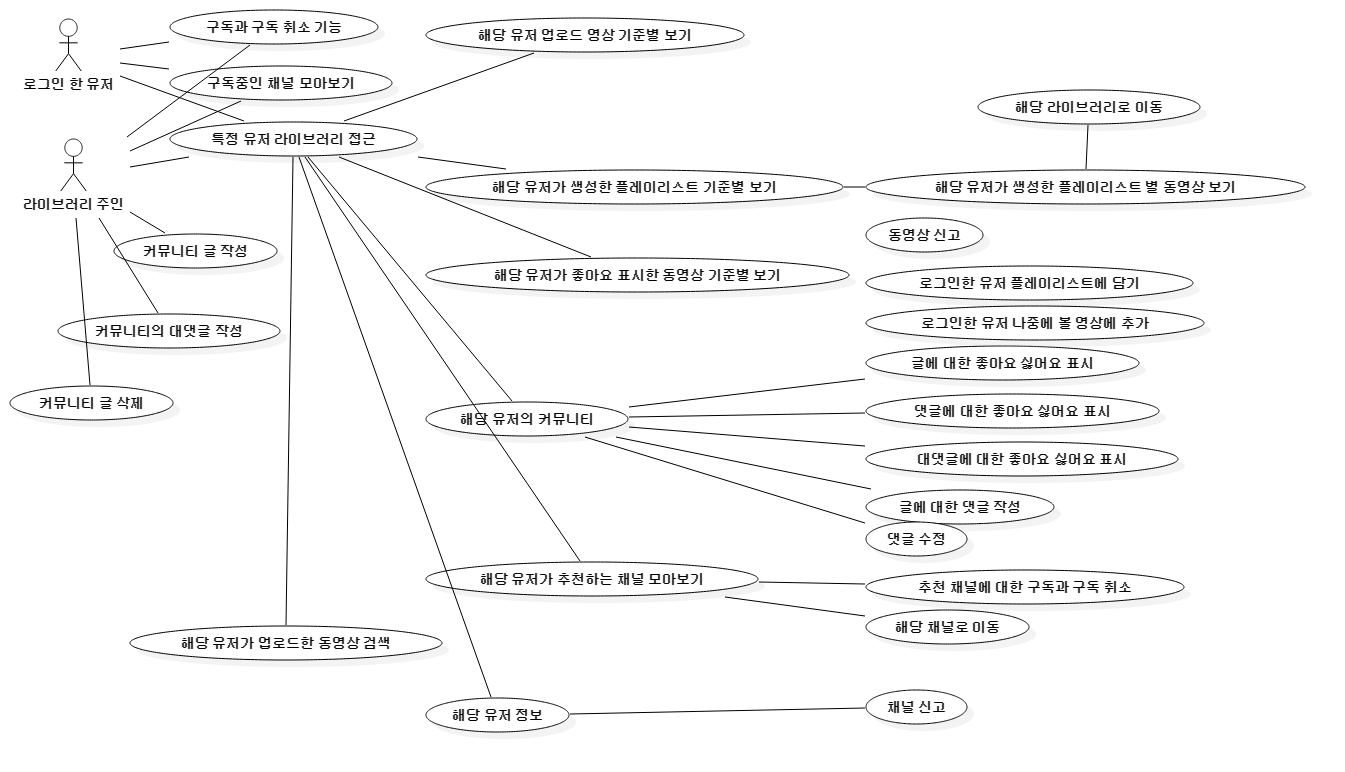 구독과 구독 취소 기능
해당 유저 업로드 영상 기준별 보기
로그인 한 유저
구독중인 채널 모아보기
해당 라이브러리로 이동
특정 유저 라이브러리 접근
해당 유저가 생성한 플레이리스트 기준별 보기
해당 유저가 생성한 플레이리스트 별 동영상 보기
라이브러리 주인
동영상 신고
커뮤니티 글 작성
해당 유저가 좋아요 표시한 동영상 기준별 보기
로그인한 유저 플레이리스트에 담기
로그인한 유저 나중에 볼 영상에 추가
커뮤니티의 대댓글 작성
글에 대한 좋아요 싫어요 표시
커뮤니티 글 삭제
댓글에 대한 좋아요 싫어요 표시
해당 유저의 커뮤니티
대댓글에 대한 좋아요 싫어요 표시
글에 대한 댓글 작성
댓글 수정
해당 유저가 추천하는 채널 모아보기
추천 채널에 대한 구독과 구독 취소
해당 채널로 이동
해당 유저가 업로드한 동영상 검색
해당 유저 정보
채널 신고